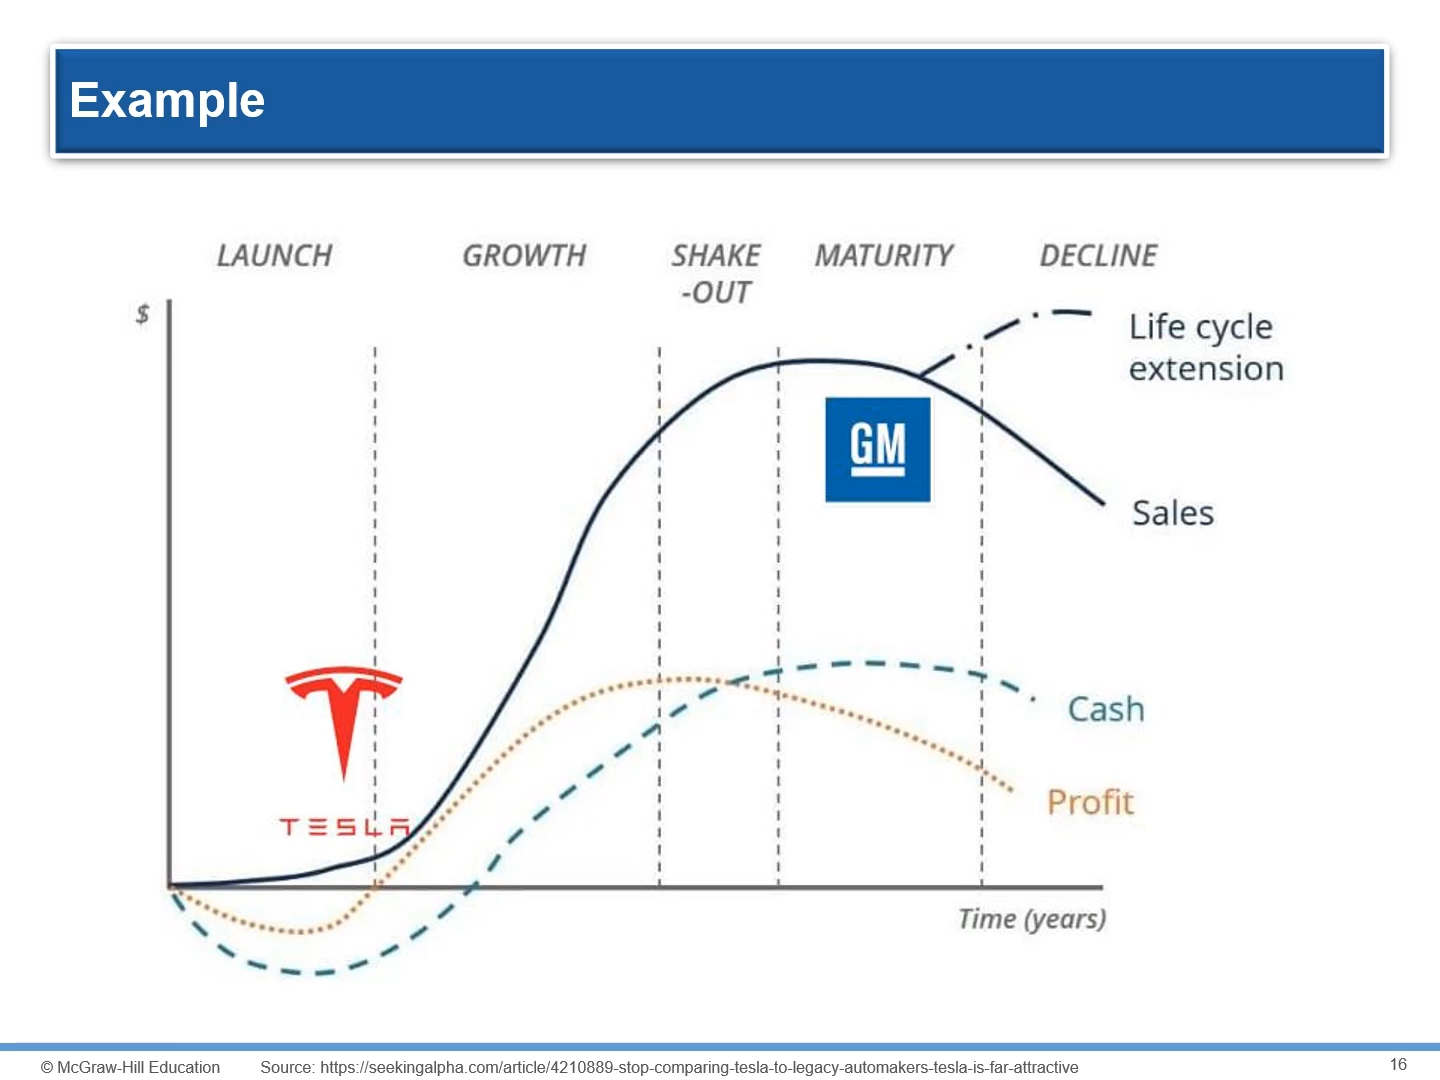 Example
LAUNCH
GROWTH
SHAKE
-OUT
MATURITY
DECLINE
$
Life cycle
extension
GM
Sales
TESLA
Cash
Profit
Time (years)
© McGraw-Hill Education
Source: https://seekingalpha.com/article/4210889-stop-comparing-tesla-to-legacy-automakers-tesla-is-far-attractive
16